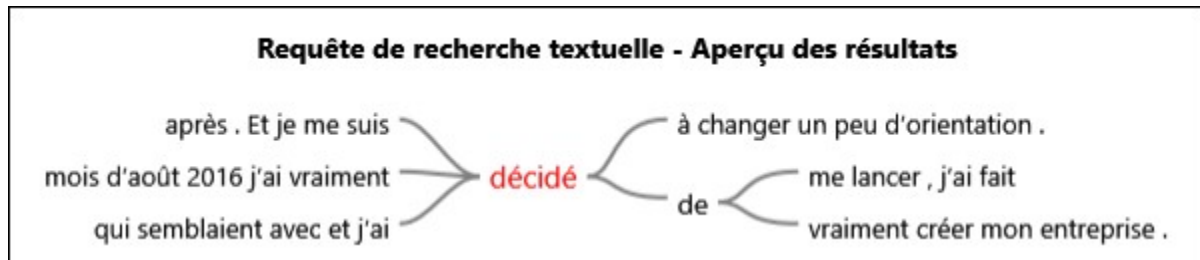 Requête de recherche textuelle - Aperçu des résultats
après . Et je me suis
mois d'août 2016 j'ai vraiment
qui semblaient avec et j'ai
décidé
à changer un peu d'orientation .
de
me lancer , j'ai fait
vraiment créer mon entreprise .